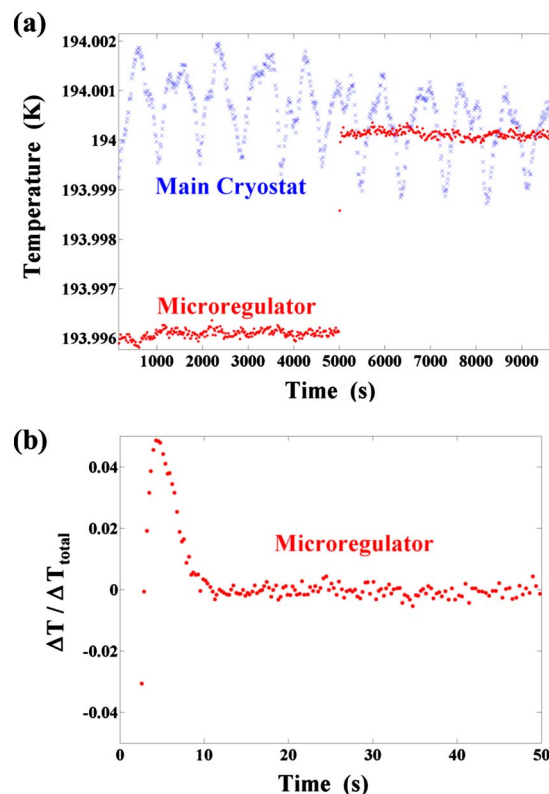 (a)
194.002
194.001
194
193.999
193.998
193.997
193.996
Temperature (K)
Main Cryostat
Microregulator
1000 2000 3000 4000 5000 6000 7000 8000 9000
Time (s)
(b)
0.04
0.02
0
-0.02
-0.04
ΔT / ΔT_total
Microregulator
0 10 20 30 40 50
Time (s)